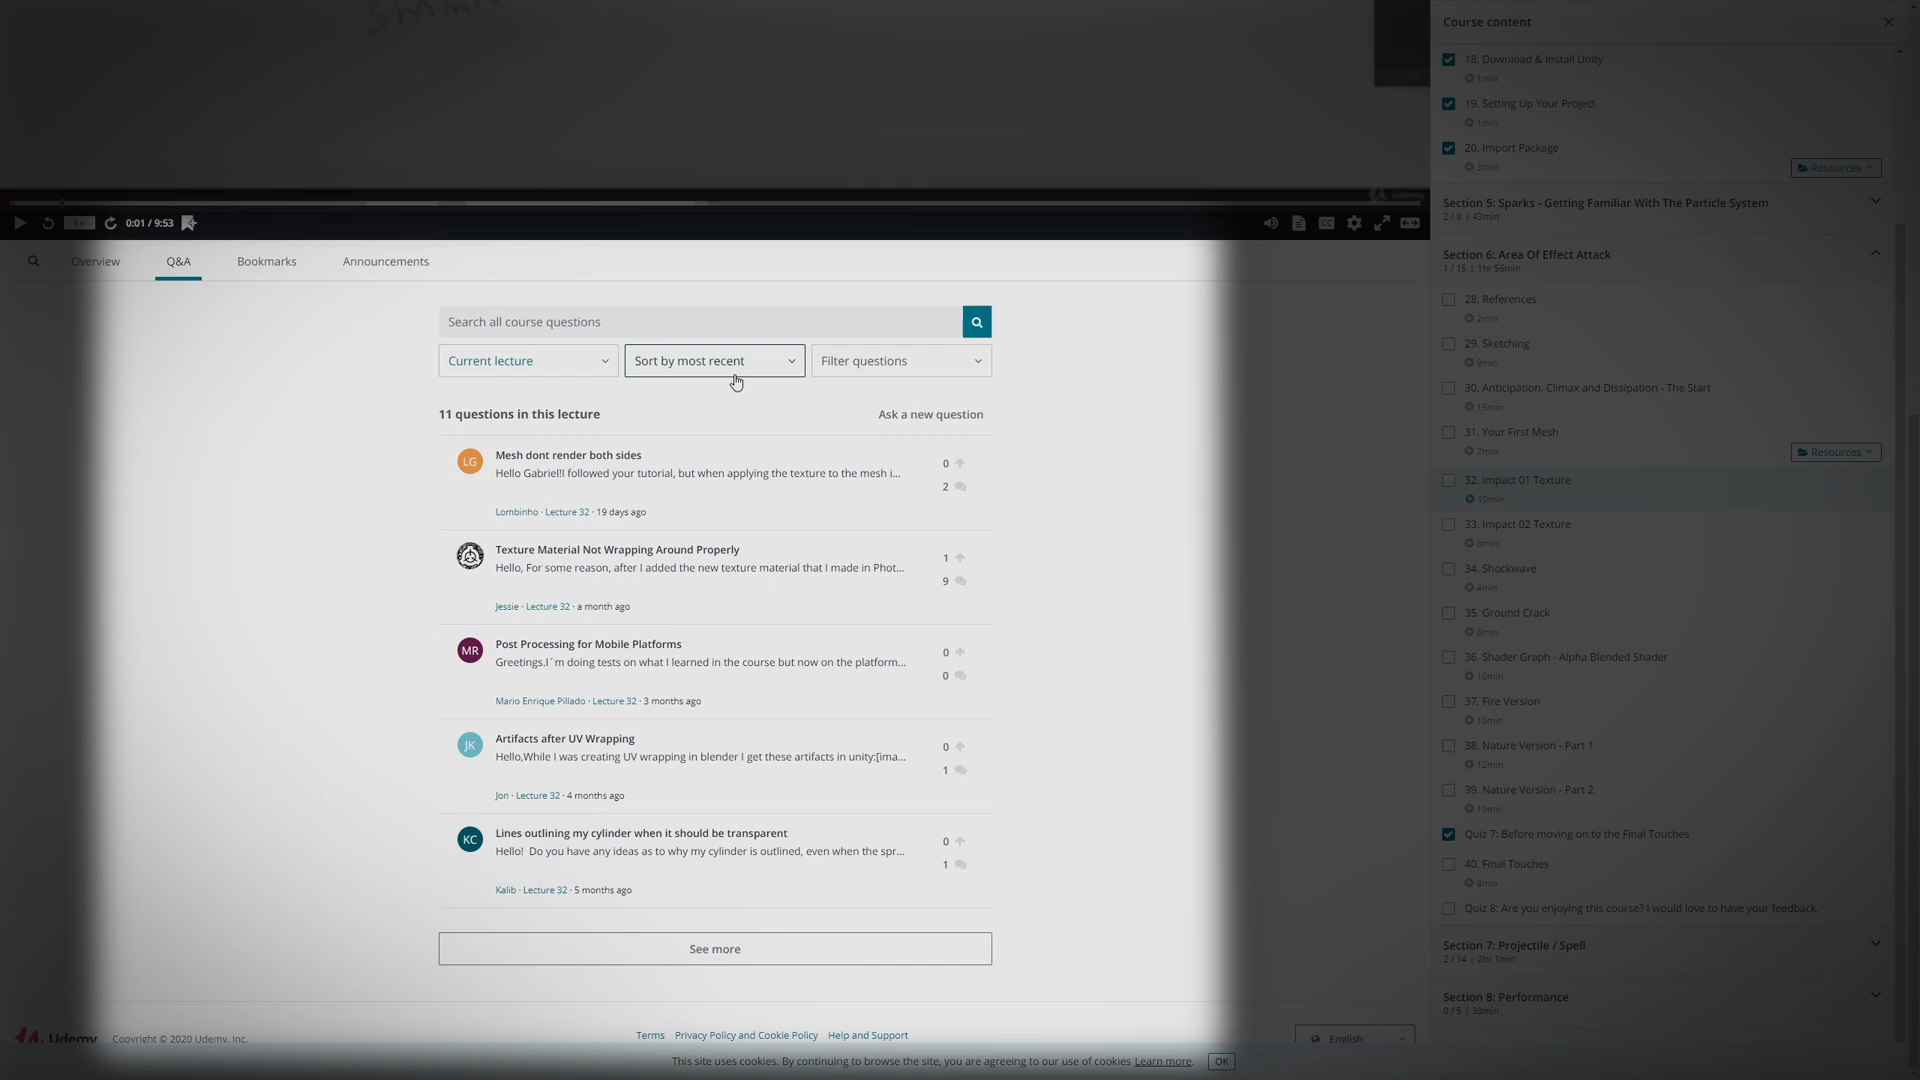 0:01 / 9:53
1×
Udemy
Overview
Q&A
Bookmarks
Announcements
Search all course questions
Current lecture
Sort by most recent
Filter questions
11 questions in this lecture
Ask a new question
LG
Mesh dont render both sides
0
Hello Gabriel!I followed your tutorial, but when applying the texture to the mesh i...
2
Lombinho · Lecture 32 · 19 days ago
Texture Material Not Wrapping Around Properly
1
Hello, For some reason, after I added the new texture material that I made in Phot...
9
Jessie · Lecture 32 · a month ago
MR
Post Processing for Mobile Platforms
0
Greetings.I´m doing tests on what I learned in the course but now on the platform...
0
Mario Enrique Pillado · Lecture 32 · 3 months ago
JK
Artifacts after UV Wrapping
0
Hello,While I was creating UV wrapping in blender I get these artifacts in unity:[ima...
1
Jon · Lecture 32 · 4 months ago
KC
Lines outlining my cylinder when it should be transparent
0
Hello!  Do you have any ideas as to why my cylinder is outlined, even when the spr...
1
Kalib · Lecture 32 · 5 months ago
See more
Udemy
Copyright © 2020 Udemy, Inc.
Terms
Privacy Policy and Cookie Policy
Help and Support
English
This site uses cookies. By continuing to browse the site, you are agreeing to our use of cookies Learn more.
OK
Course content
18. Download & Install Unity
1min
19. Setting Up Your Project
1min
20. Import Package
3min
Resources
Section 5: Sparks - Getting Familiar With The Particle System
2 / 8 | 43min
Section 6: Area Of Effect Attack
1 / 15 | 1hr 56min
28. References
2min
29. Sketching
9min
30. Anticipation, Climax and Dissipation - The Start
15min
31. Your First Mesh
7min
Resources
32. Impact 01 Texture
10min
33. Impact 02 Texture
8min
34. Shockwave
4min
35. Ground Crack
8min
36. Shader Graph - Alpha Blended Shader
10min
37. Fire Version
10min
38. Nature Version - Part 1
12min
39. Nature Version - Part 2
10min
Quiz 7: Before moving on to the Final Touches
40. Final Touches
8min
Quiz 8: Are you enjoying this course? I would love to have your feedback.
Section 7: Projectile / Spell
2 / 14 | 2hr 1min
Section 8: Performance
0 / 5 | 33min